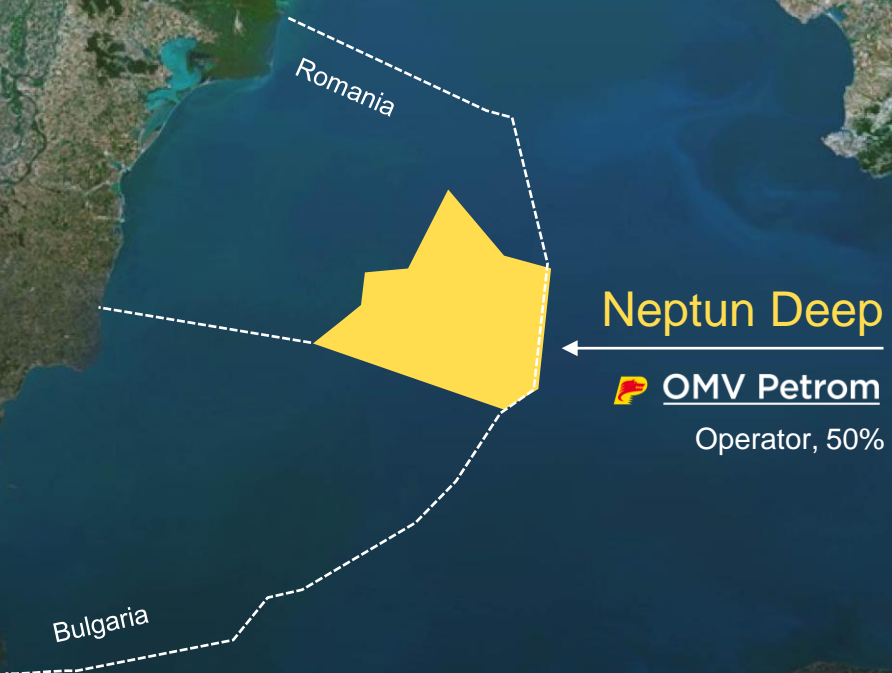 Romania
Neptun Deep
OMV Petrom
Operator, 50%
Bulgaria